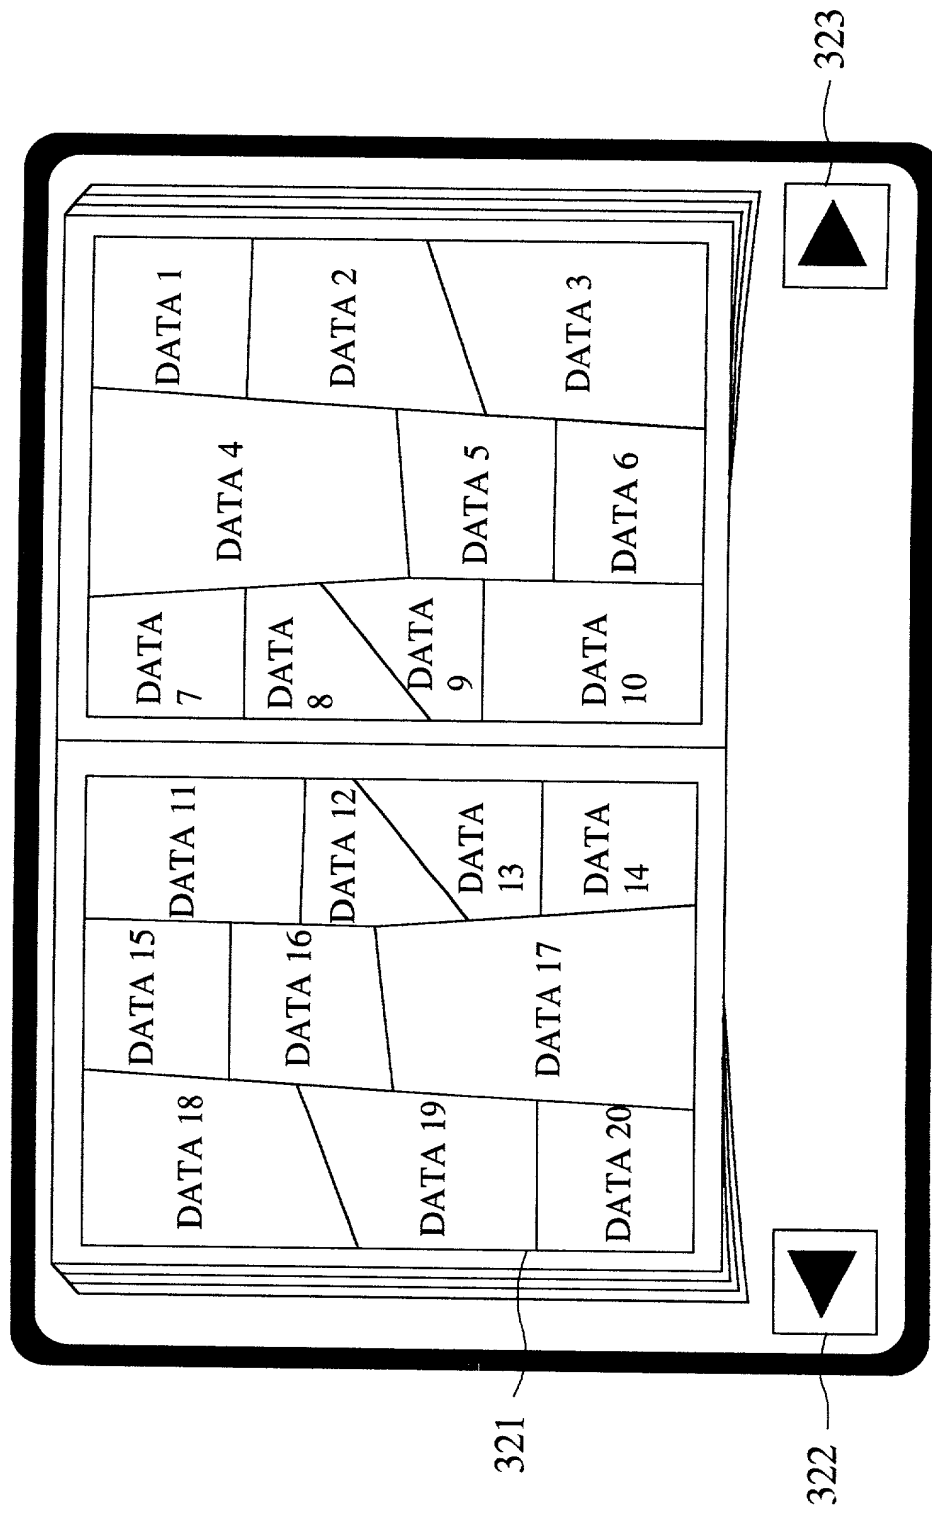 DATA 1
DATA 2
DATA 3
DATA 4
DATA 5
DATA 6
DATA
7
DATA
8
DATA
9
DATA
10
DATA 11
DATA 12
DATA
13
DATA
14
DATA 15
DATA 16
DATA 17
DATA 18
DATA 19
DATA 20
321
322
323